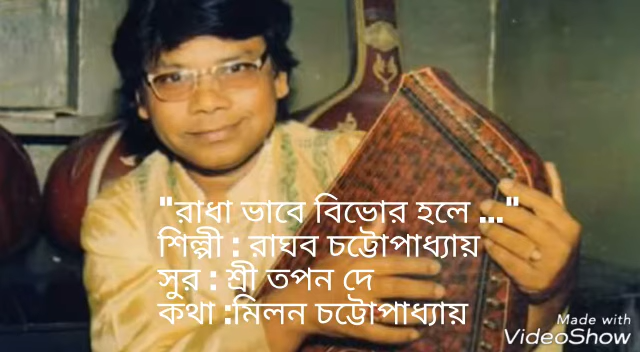 "রাধা ভাবে বিভোর হলে ..."
শিল্পী : রাঘব চট্টোপাধ্যায়
সুর : শ্রী তপন দে
কথা :মিলন চট্টোপাধ্যায়
Made with
VideoShow